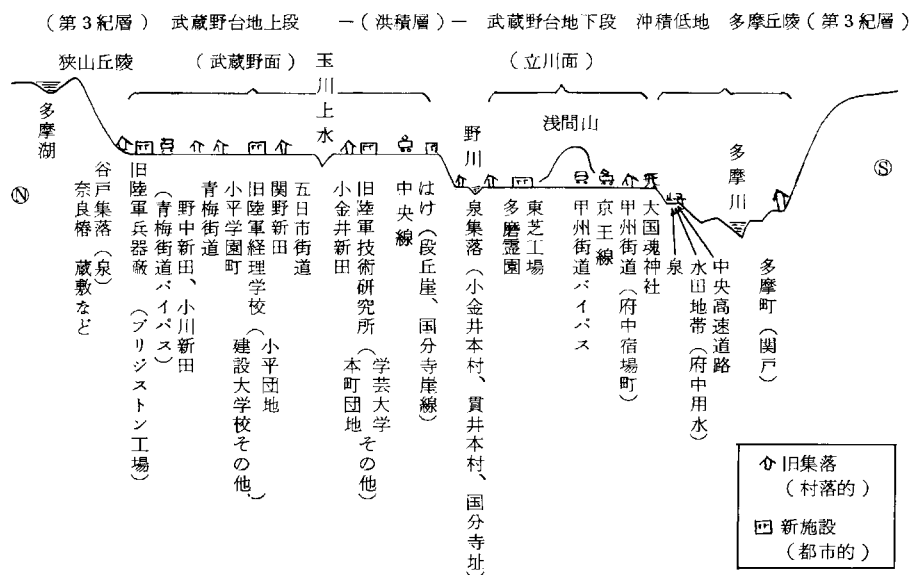 (第3紀層) 武蔵野台地上段 ー(洪積層)ー 武蔵野台地下段 沖積低地 多摩丘陵(第3紀層)
狭山丘陵
(武蔵野面)
玉川上水
(立川面)
多摩湖
野川
浅間山
多摩川
Ⓝ
Ⓢ
谷戸集落(泉)
奈良橋 蔵敷など
旧陸軍兵器廠 (ブリジストン工場)
(青梅街道バイパス)
野中新田、小川新田
青梅街道
小平学園町
旧陸軍経理学校(建設大学校その他、小平団地)
関野新田
五日市街道
小金井新田
旧陸軍技術研究所(学芸大学 本町団地 その他)
中央線
はけ(段丘崖、国分寺崖線)
泉集落(小金井本村、貫井本村、国分寺址)
多磨霊園
東芝工場
甲州街道バイパス
京王線
甲州街道(府中宿場町)
大国魂神社
泉
水田地帯(府中用水)
中央高速道路
多摩町(関戸)
旧集落
(村落的)
新施設
(都市的)